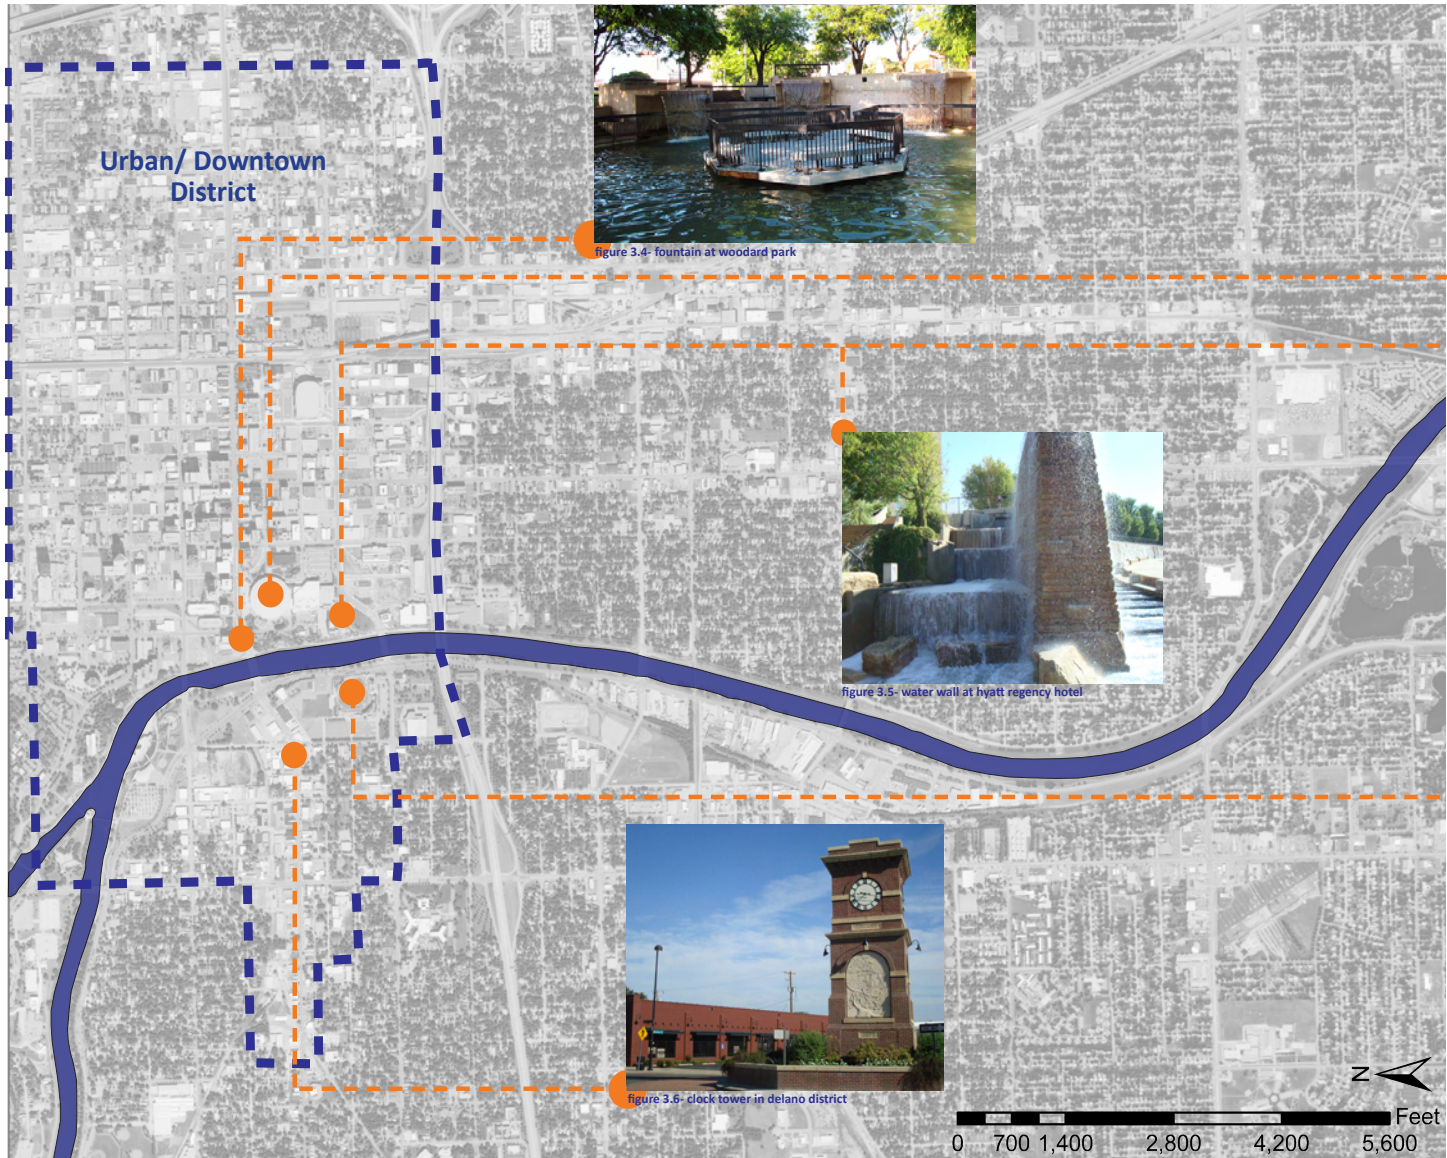 Urban/ Downtown
District
figure 3.4- fountain at woodard park
figure 3.5- water wall at hyatt regency hotel
figure 3.6- clock tower in delano district
N
Feet
0 700 1,400 2,800 4,200 5,600